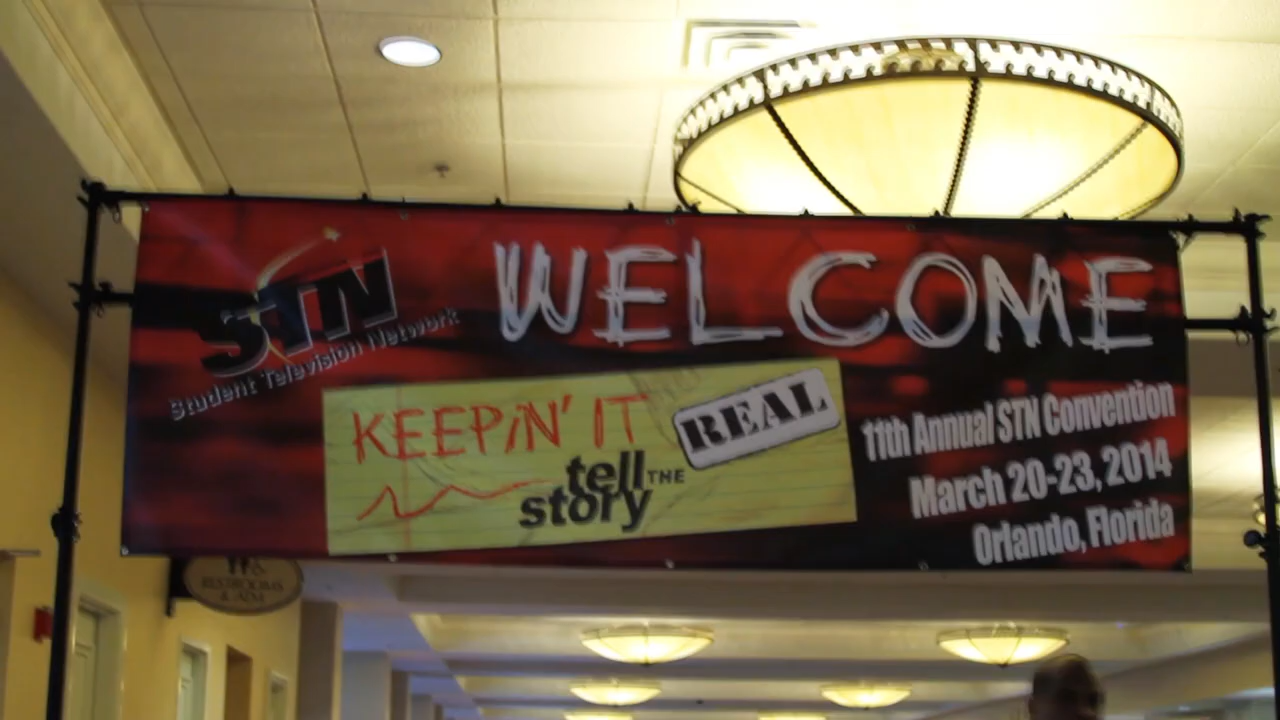 STN
Student Television Network
WELCOME
KEEPiN' IT REAL
tell THE
story
11th Annual STN Convention
March 20-23, 2014
Orlando, Florida
RESTROOMS
& ATM